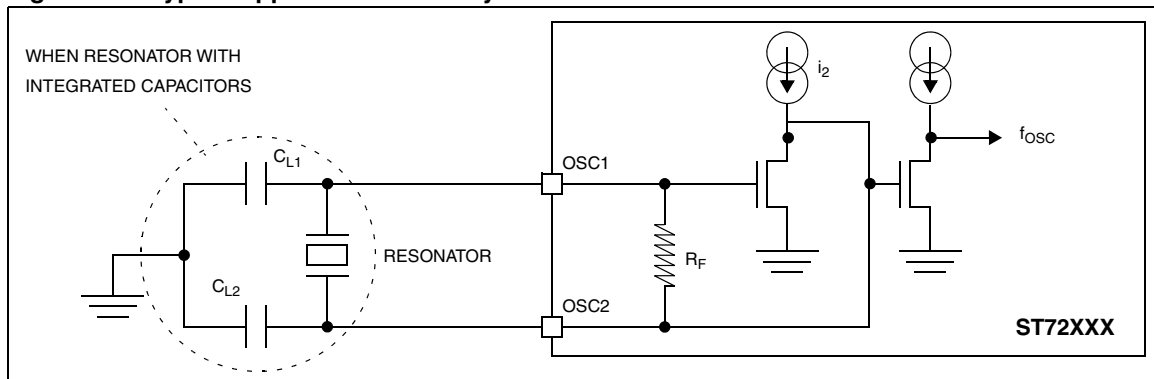 WHEN RESONATOR WITH
INTEGRATED CAPACITORS
CL1
CL2
RESONATOR
OSC1
OSC2
RF
i2
fOSC
ST72XXX